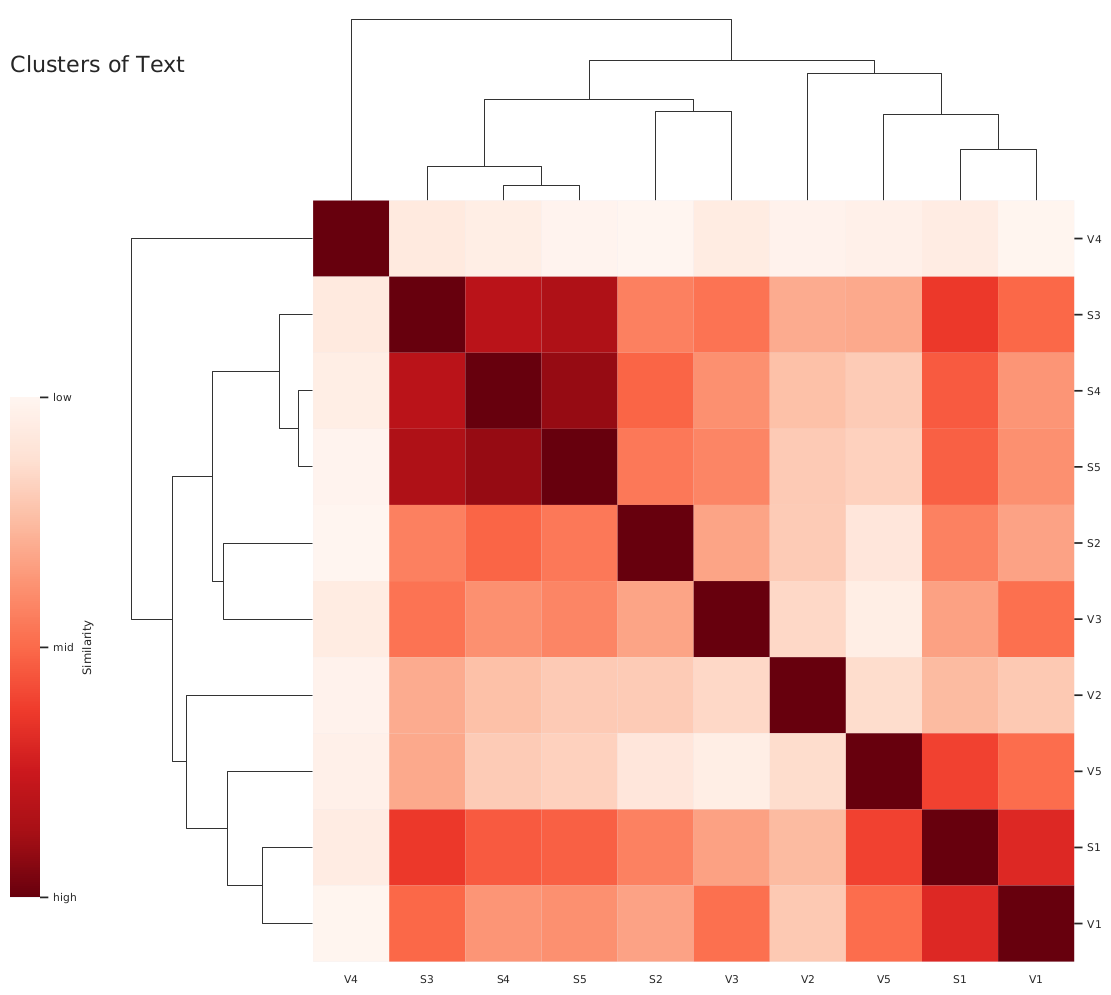 Clusters of Text
low
mid
high
Similarity
V4
S3
S4
S5
S2
V3
V2
V5
S1
V1
V4 S3 S4 S5 S2 V3 V2 V5 S1 V1